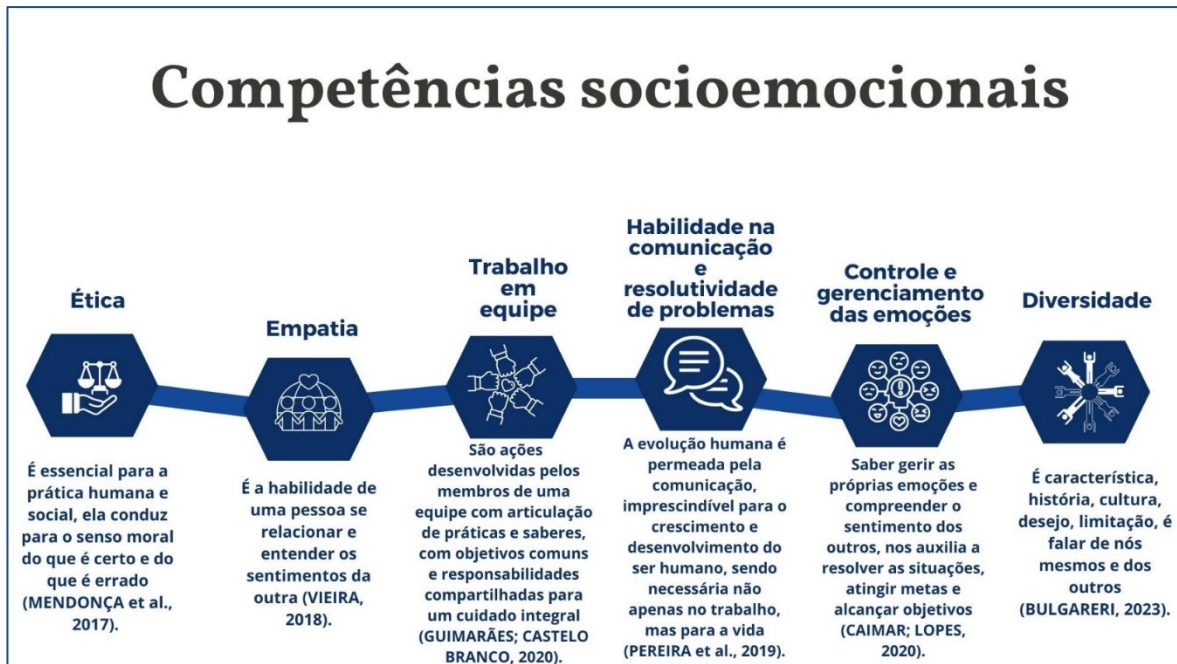 Competências socioemocionais
Ética
É essencial para a
prática humana e
social, ela conduz
para o senso moral
do que é certo e do
que é errado
(MENDONÇA et al.,
2017).
Empatia
É a habilidade de
uma pessoa se
relacionar e
entender os
sentimentos da
outra (VIEIRA,
2018).
Trabalho
em
equipe
São ações
desenvolvidas pelos
membros de uma
equipe com articulação
de práticas e saberes,
com objetivos comuns
e responsabilidades
compartilhadas para
um cuidado integral
(GUIMARÃES; CASTELO
BRANCO, 2020).
Habilidade na
comunicação
e
resolutividade
de problemas
A evolução humana é
permeada pela
comunicação,
imprescindível para o
crescimento e
desenvolvimento do
ser humano, sendo
necessária não
apenas no trabalho,
mas para a vida
(PEREIRA et al., 2019).
Controle e
gerenciamento
das emoções
Saber gerir as
próprias emoções e
compreender o
sentimento dos
outros, nos auxilia a
resolver as situações,
atingir metas e
alcançar objetivos
(CAIMAR; LOPES,
2020).
Diversidade
É característica,
história, cultura,
desejo, limitação, é
falar de nós
mesmos e dos
outros
(BULGARERI, 2023).